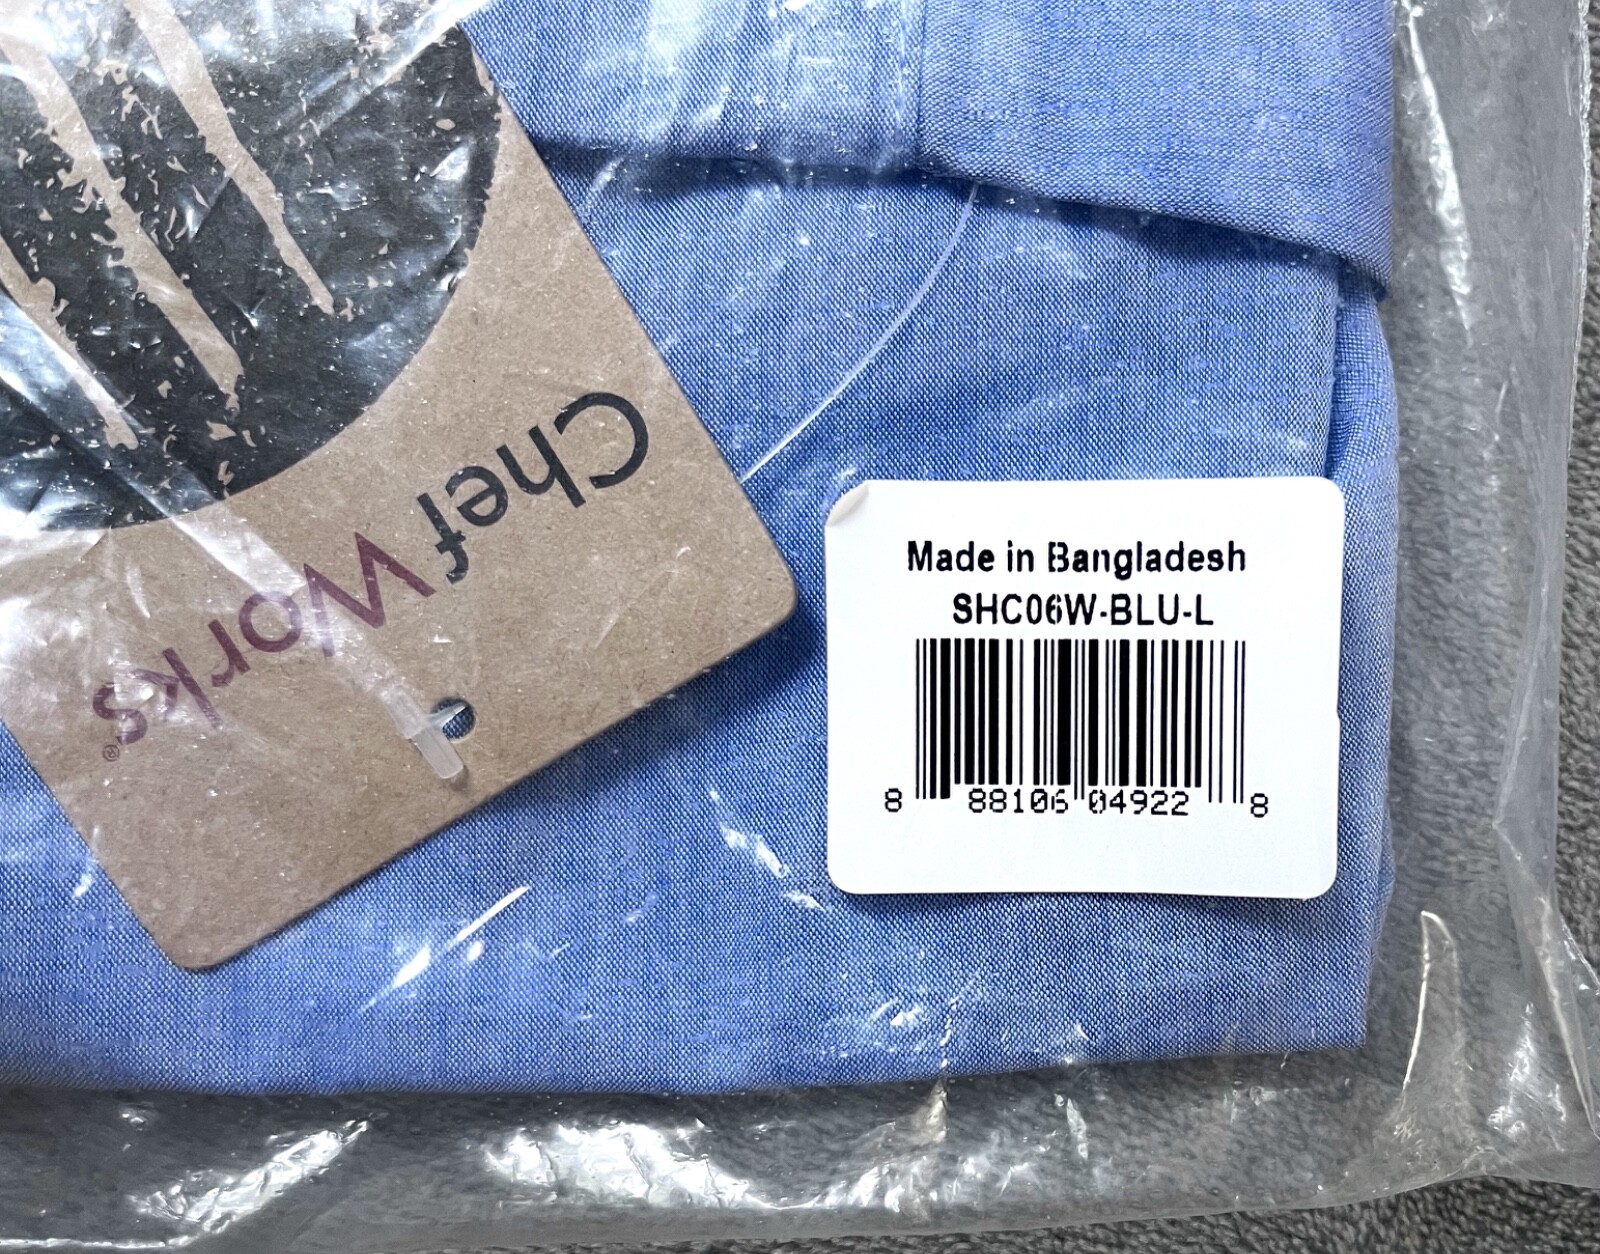 Chef Works®
Made in Bangladesh
SHC06W-BLU-L
8 88106 04922 8